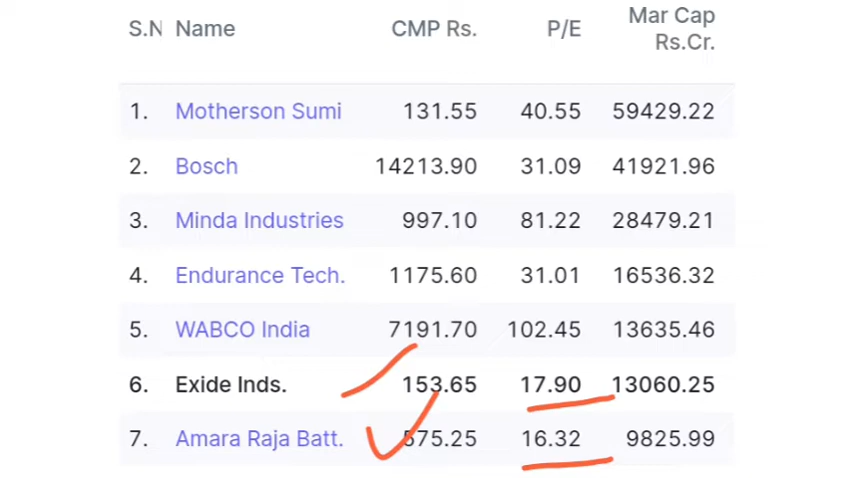 S.N Name CMP Rs. P/E Mar Cap Rs.Cr.
1. Motherson Sumi 131.55 40.55 59429.22
2. Bosch 14213.90 31.09 41921.96
3. Minda Industries 997.10 81.22 28479.21
4. Endurance Tech. 1175.60 31.01 16536.32
5. WABCO India 7191.70 102.45 13635.46
6. Exide Inds. 153.65 17.90 13060.25
7. Amara Raja Batt. 575.25 16.32 9825.99